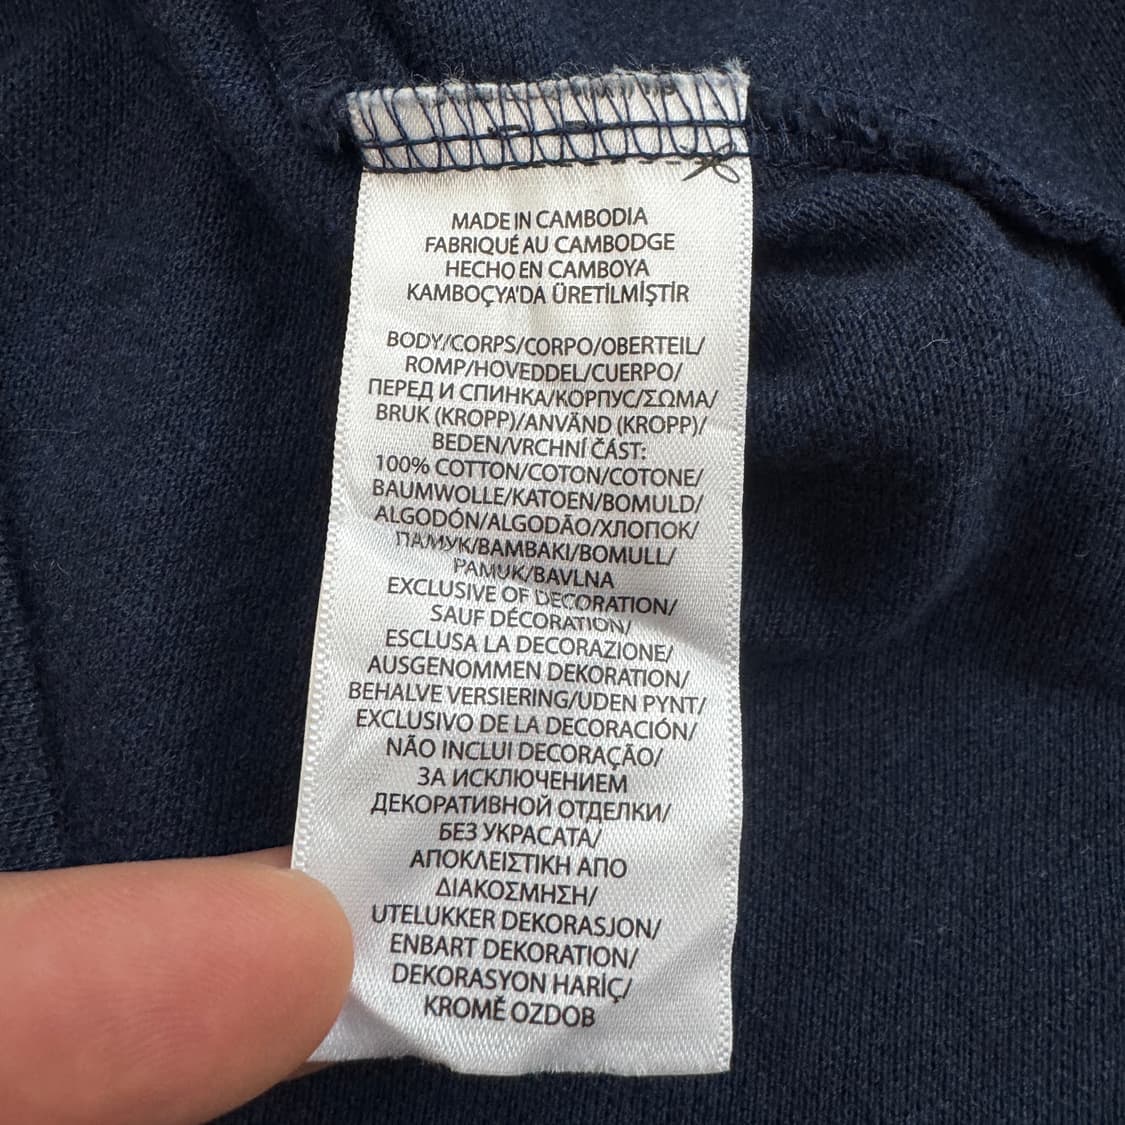 MADE IN CAMBODIA
FABRIQUÉ AU CAMBODGE
HECHO EN CAMBOYA
KAMBOÇYA'DA ÜRETİLMİŞTİR
BODY/CORPS/CORPO/OBERTEIL/
ROMP/HOVEDDEL/CUERPO/
ПЕРЕД И СПИНКА/КОРПУС/ΣΩΜΑ/
BRUK (KROPP)/ANVÄND (KROPP)/
BEDEN/VRCHNÍ ČÁST:
100% COTTON/COTON/COTONE/
BAUMWOLLE/KATOEN/BOMULD/
ALGODÓN/ALGODÃO/ХЛОПОК/
ПАМУК/BAMBAKI/BOMULL/
PAMUK/BAVLNA
EXCLUSIVE OF DECORATION/
SAUF DÉCORATION/
ESCLUSA LA DECORAZIONE/
AUSGENOMMEN DEKORATION/
BEHALVE VERSIERING/UDEN PYNT/
EXCLUSIVO DE LA DECORACIÓN/
NÃO INCLUI DECORAÇÃO/
ЗА ИСКЛЮЧЕНИЕМ
ДЕКОРАТИВНОЙ ОТДЕЛКИ/
БЕЗ УКРАСАТА/
ΑΠΟΚΛΕΙΣΤΙΚΗ ΑΠΟ
ΔΙΑΚΟΣΜΗΣΗ/
UTELUKKER DEKORASJON/
ENBART DEKORATION/
DEKORASYON HARİÇ/
KROMĚ OZDOB